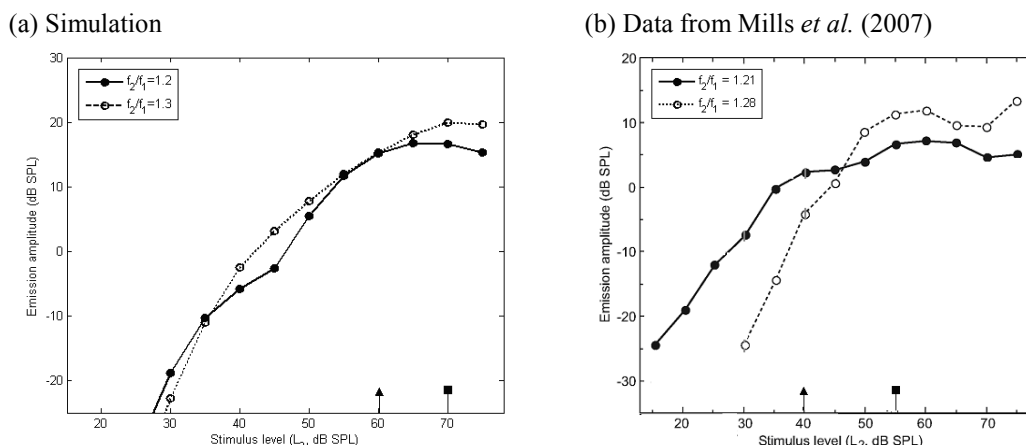 (a) Simulation
30
20
10
0
-10
-20
20
30
40
50
60
70
f2/f1=1.2
f2/f1=1.3
Emission amplitude (dB SPL)
Stimulus level (L2, dB SPL)
(b) Data from Mills et al. (2007)
20
10
0
-10
-20
-30
20
30
40
50
60
70
f2/f1 = 1.21
f2/f1 = 1.28
Emission amplitude (dB SPL)
Stimulus level (L2, dB SPL)